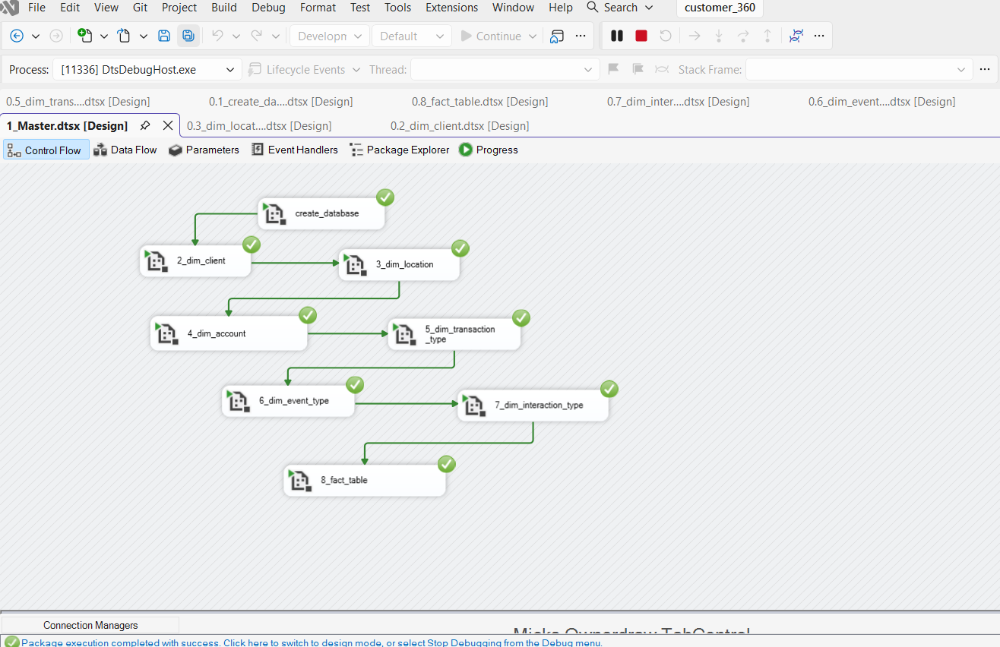 File Edit View Git Project Build Debug Format Test Tools Extensions Window Help Search customer_360
Developm Default Continue
Process: [11336] DtsDebugHost.exe Lifecycle Events Thread: Stack Frame:
0.5_dim_trans....dtsx [Design] 0.1_create_da....dtsx [Design] 0.8_fact_table.dtsx [Design] 0.7_dim_inter....dtsx [Design] 0.6_dim_event....dtsx [Design]
1_Master.dtsx [Design] 0.3_dim_locat....dtsx [Design] 0.2_dim_client.dtsx [Design]
Control Flow Data Flow Parameters Event Handlers Package Explorer Progress
create_database
2_dim_client
3_dim_location
4_dim_account
5_dim_transaction
_type
6_dim_event_type
7_dim_interaction_type
8_fact_table
Connection Managers
Micks Ownerdraw TabControl
Package execution completed with success. Click here to switch to design mode, or select Stop Debugging from the Debug menu.